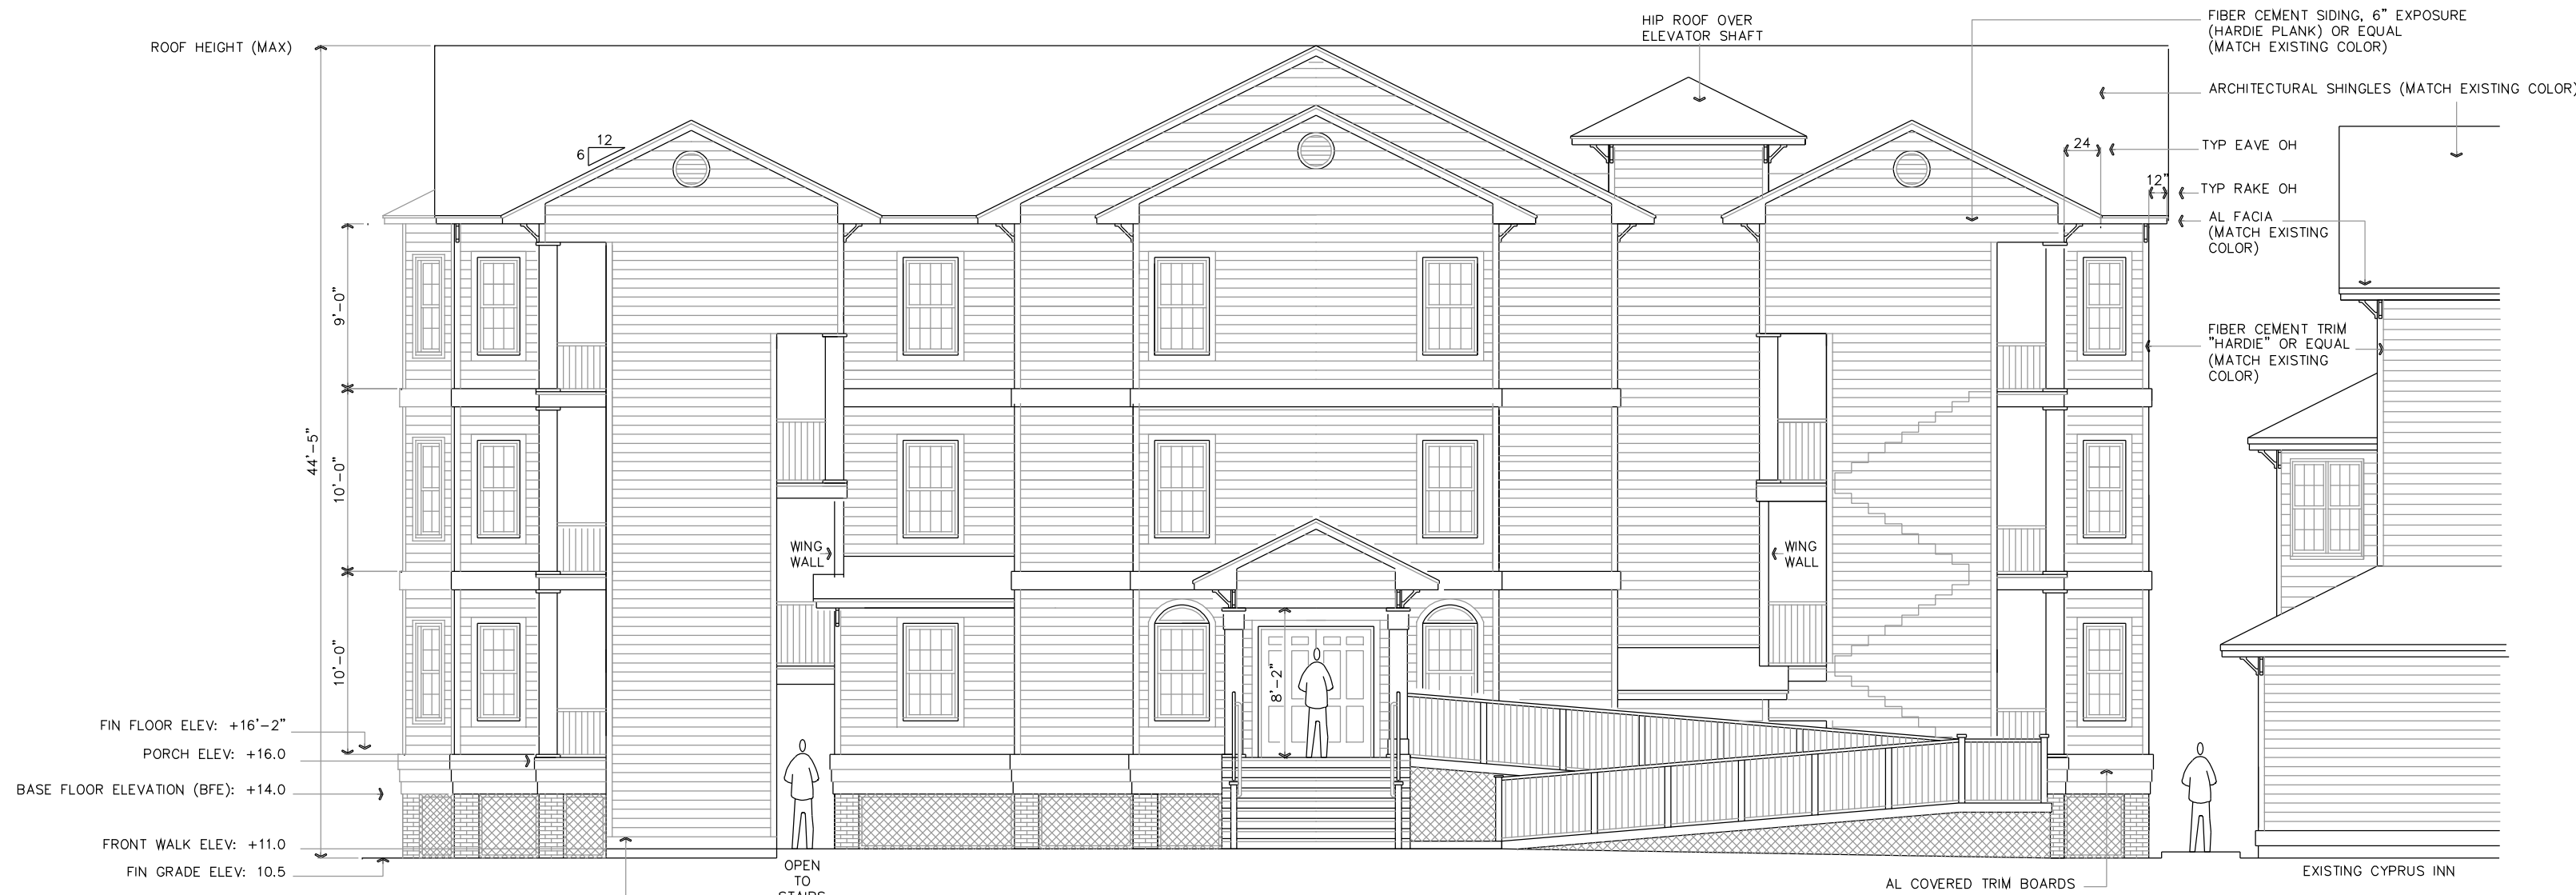 ROOF HEIGHT (MAX)
HIP ROOF OVER
ELEVATOR SHAFT
FIBER CEMENT SIDING, 6" EXPOSURE
(HARDIE PLANK) OR EQUAL
(MATCH EXISTING COLOR)
ARCHITECTURAL SHINGLES (MATCH EXISTING COLOR)
12
6
24
TYP EAVE OH
12"
TYP RAKE OH
AL FACIA
(MATCH EXISTING
COLOR)
9'-0"
FIBER CEMENT TRIM
"HARDIE" OR EQUAL
(MATCH EXISTING
COLOR)
44'-5"
10'-0"
WING
WALL
WING
WALL
10'-0"
8'-2"
FIN FLOOR ELEV: +16'-2"
PORCH ELEV: +16.0
BASE FLOOR ELEVATION (BFE): +14.0
FRONT WALK ELEV: +11.0
FIN GRADE ELEV: 10.5
OPEN
TO
STAIRS
AL COVERED TRIM BOARDS
EXISTING CYPRUS INN